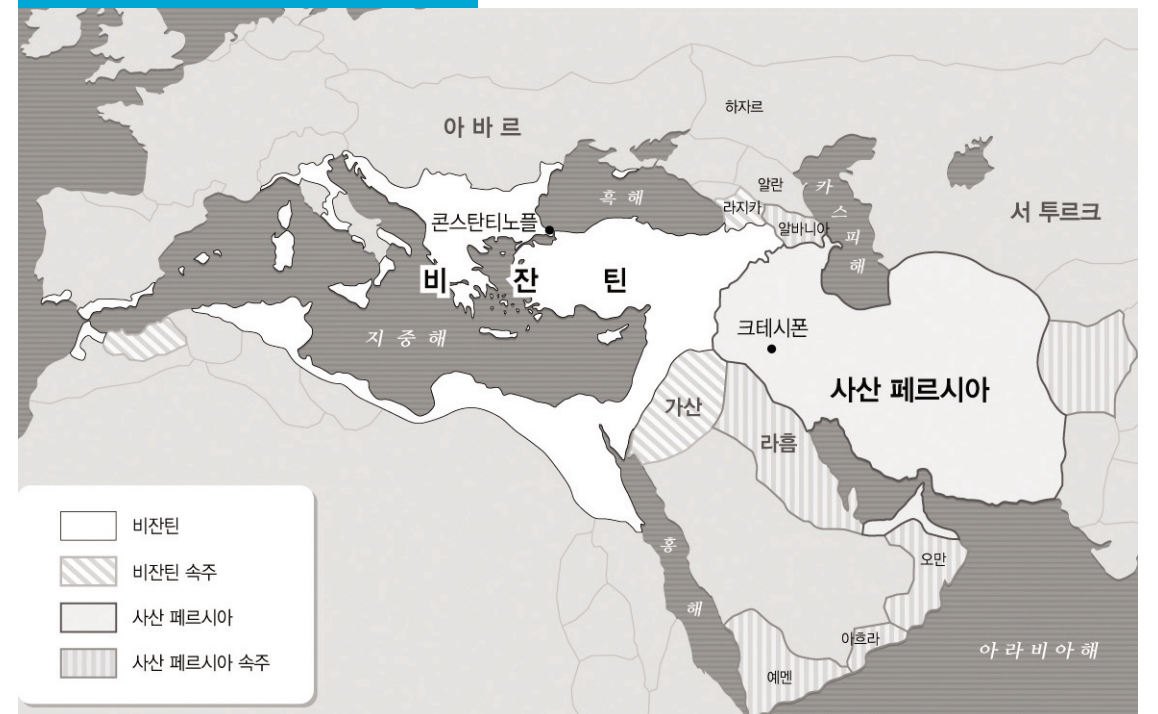 하자르
아 바 르
알란
카
스
피
해
흑 해
라지카
서 투르크
콘스탄티노플
알바니아
비 잔 틴
크테시폰
지 중 해
사산 페르시아
가산
라흠
홍
해
오만
아흐라
아 라 비 아 해
예멘
비잔틴
비잔틴 속주
사산 페르시아
사산 페르시아 속주